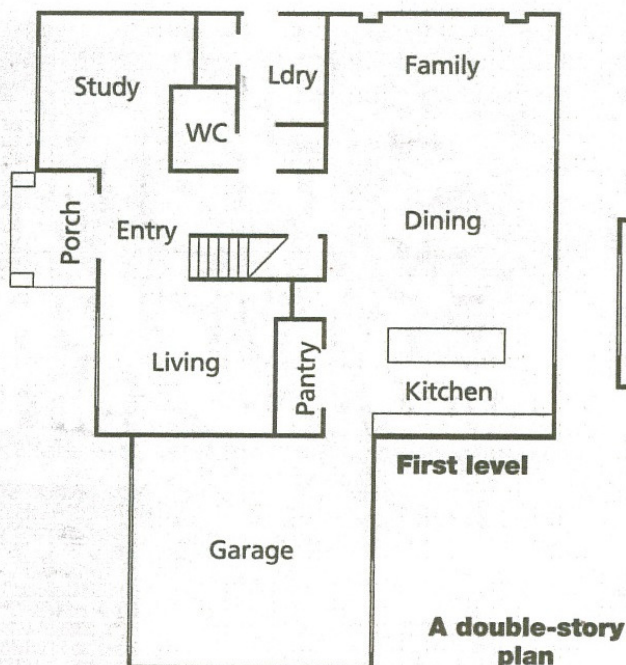 Study
Ldry
Family
WC
Porch
Entry
Dining
Living
Pantry
Kitchen
First level
Garage
A double-story
plan